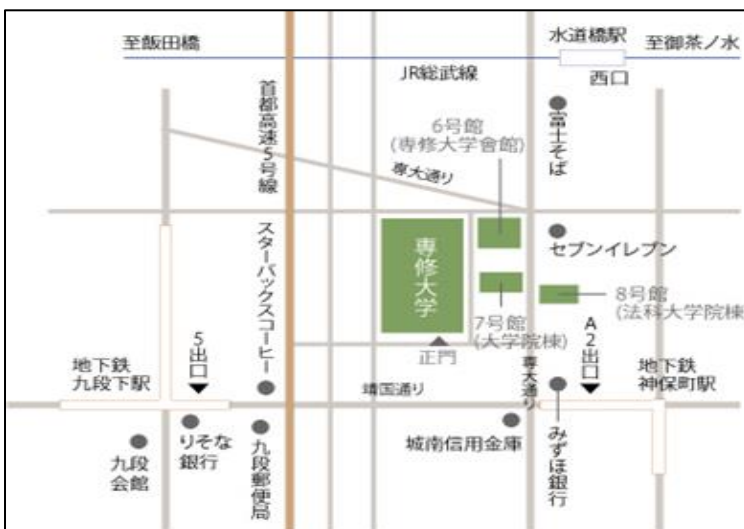 至飯田橋
水道橋駅
至御茶ノ水
JR総武線
西口
首都高速5号線
6号館
(専修大学會館)
富士そば
専大通り
スターバックスコーヒー
専修大学
セブンイレブン
7号館
(大学院棟)
8号館
(法科大学院棟)
正門
5出口
A2出口
地下鉄
九段下駅
靖国通り
専大通り
地下鉄
神保町駅
九段
会館
りそな
銀行
九段郵便局
城南信用金庫
みずほ銀行